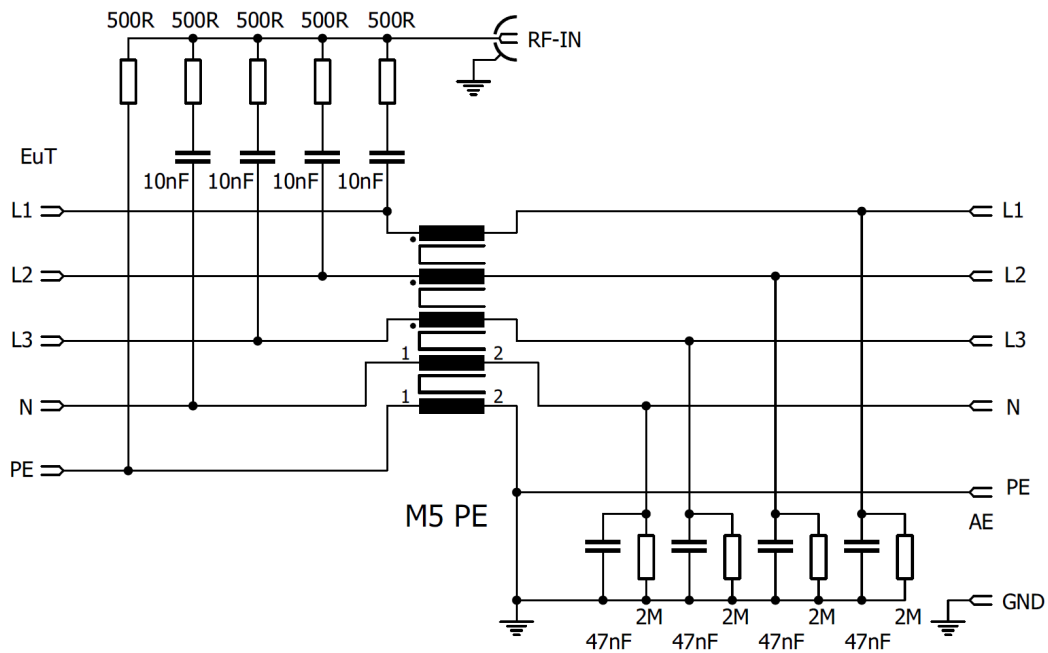 500R 500R 500R 500R 500R
RF-IN
EuT
10nF 10nF 10nF 10nF
L1 L1
L2 L2
L3 L3
1 2
N N
1 2
PE PE
M5 PE
AE
GND
2M 2M 2M 2M
47nF 47nF 47nF 47nF